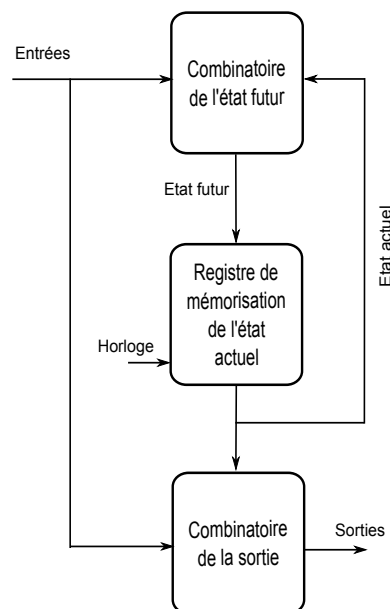 Entrées
Combinatoire
de l'état futur
Etat futur
Etat actuel
Registre de
mémorisation
de l'état
actuel
Horloge
Combinatoire
de la sortie
Sorties